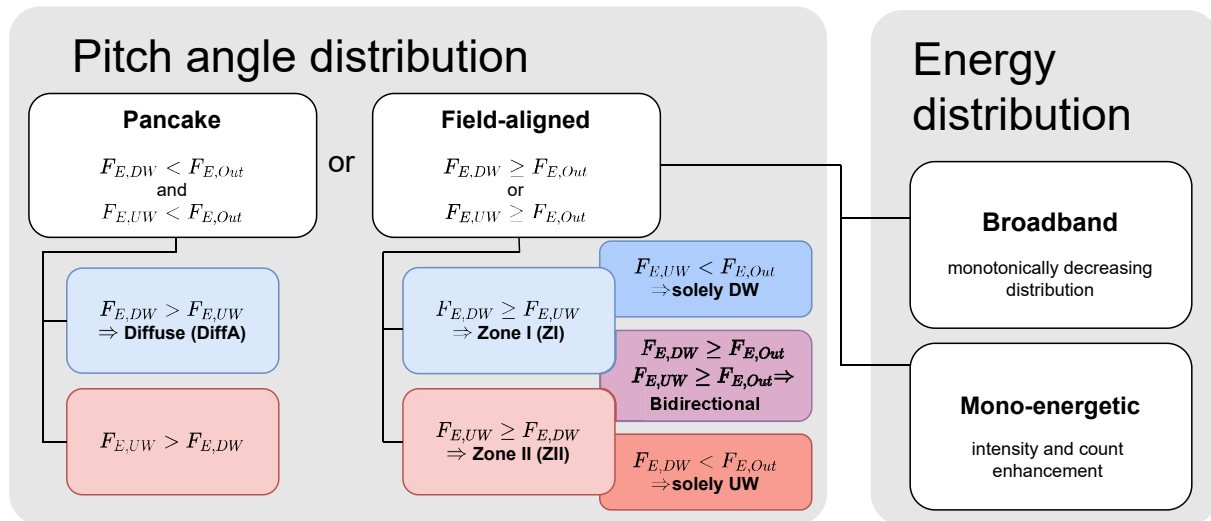 Pitch angle distribution
Pancake
F_{E,DW} < F_{E,Out}
and
F_{E,UW} < F_{E,Out}
or
Field-aligned
F_{E,DW} ≥ F_{E,Out}
or
F_{E,UW} ≥ F_{E,Out}
F_{E,DW} > F_{E,UW}
⇒ Diffuse (DiffA)
F_{E,UW} > F_{E,DW}
F_{E,DW} ≥ F_{E,UW}
⇒ Zone I (ZI)
F_{E,UW} ≥ F_{E,DW}
⇒ Zone II (ZII)
F_{E,UW} < F_{E,Out}
⇒solely DW
F_{E,DW} ≥ F_{E,Out}
F_{E,UW} ≥ F_{E,Out}⇒
Bidirectional
F_{E,DW} < F_{E,Out}
⇒solely UW
Energy
distribution
Broadband
monotonically decreasing
distribution
Mono-energetic
intensity and count
enhancement